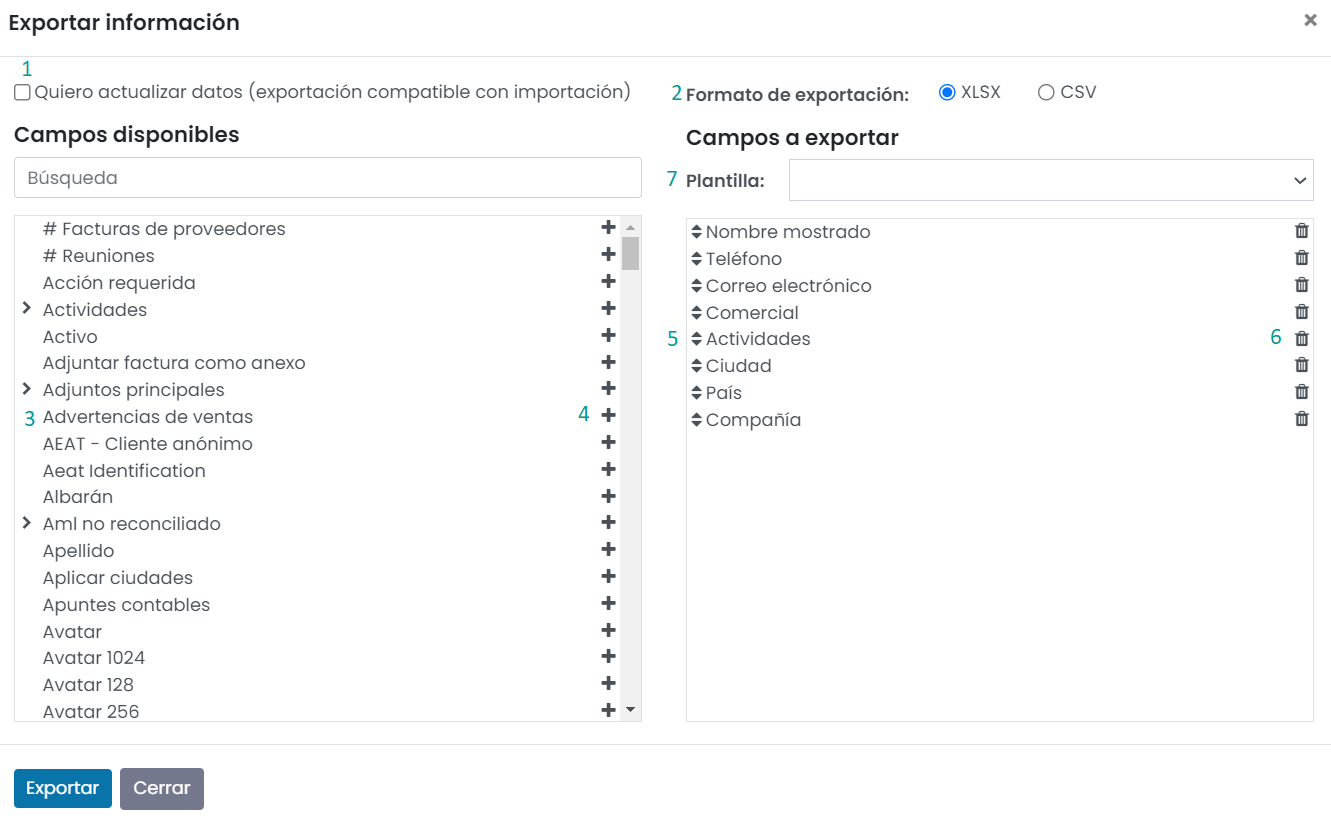 Exportar información
1
Quiero actualizar datos (exportación compatible con importación)
2 Formato de exportación: XLSX CSV
Campos disponibles
Búsqueda
# Facturas de proveedores
# Reuniones
Acción requerida
Actividades
Activo
Adjuntar factura como anexo
Adjuntos principales
3 Advertencias de ventas 4
AEAT - Cliente anónimo
Aeat Identification
Albarán
Aml no reconciliado
Apellido
Aplicar ciudades
Apuntes contables
Avatar
Avatar 1024
Avatar 128
Avatar 256
Campos a exportar
7 Plantilla:
Nombre mostrado
Teléfono
Correo electrónico
Comercial
5 Actividades 6
Ciudad
País
Compañía
Exportar Cerrar